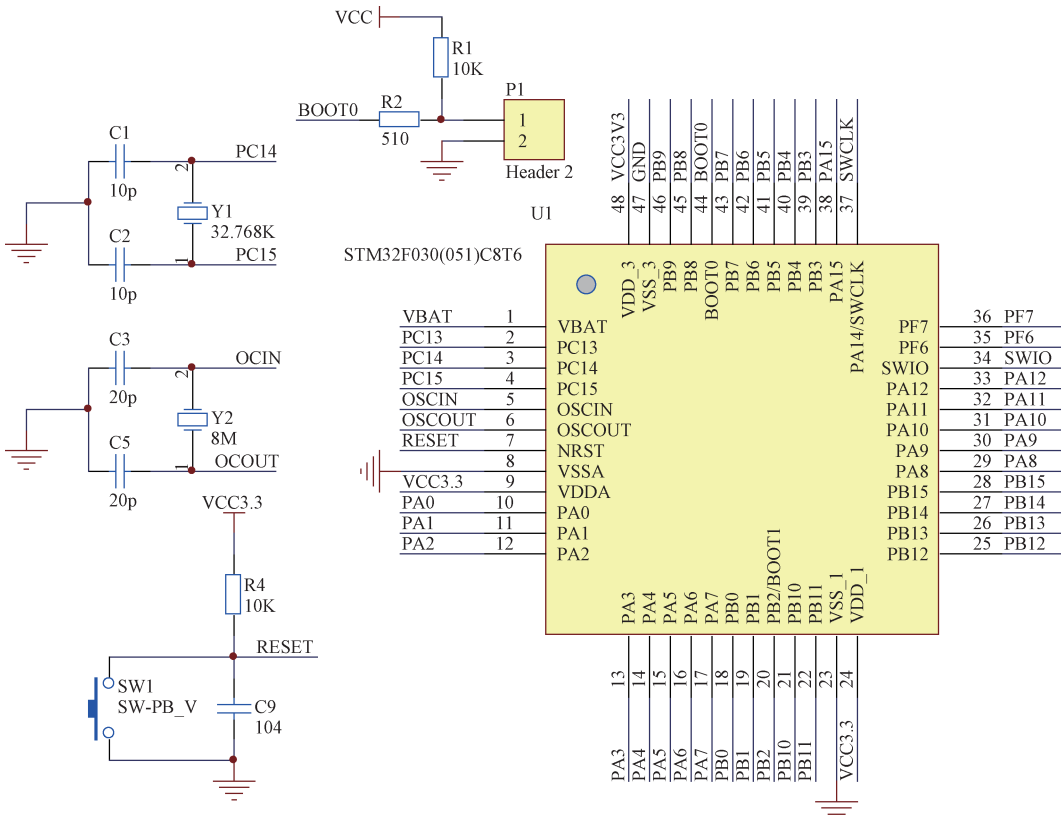 VCC
R1
10K
R2
BOOT0
510
P1
1
2
Header 2
C1
10p
PC14
2
Y1
32.768K
1
PC15
C2
10p
C3
20p
OCIN
2
Y2
8M
1
OCOUT
C5
20p
VCC3.3
R4
10K
RESET
SW1
SW-PB_V
C9
104
U1
STM32F030(051)C8T6
48 VCC3V3
47 GND
46 PB9
45 PB8
44 BOOT0
43 PB7
42 PB6
41 PB5
40 PB4
39 PB3
38 PA15
37 SWCLK
VDD_3
VSS_3
PB9
PB8
BOOT0
PB7
PB6
PB5
PB4
PB3
PA15
PA14/SWCLK
VBAT 1 VBAT
PC13 2 PC13
PC14 3 PC14
PC15 4 PC15
OSCIN 5 OSCIN
OSCOUT 6 OSCOUT
RESET 7 NRST
8 VSSA
VCC3.3 9 VDDA
PA0 10 PA0
PA1 11 PA1
PA2 12 PA2
PF7 36 PF7
PF6 35 PF6
SWIO 34 SWIO
PA12 33 PA12
PA11 32 PA11
PA10 31 PA10
PA9 30 PA9
PA8 29 PA8
PB15 28 PB15
PB14 27 PB14
PB13 26 PB13
PB12 25 PB12
PA3
PA4
PA5
PA6
PA7
PB0
PB1
PB2/BOOT1
PB10
PB11
VSS_1
VDD_1
PA3 13
PA4 14
PA5 15
PA6 16
PA7 17
PB0 18
PB1 19
PB2 20
PB10 21
PB11 22
23
VCC3.3 24